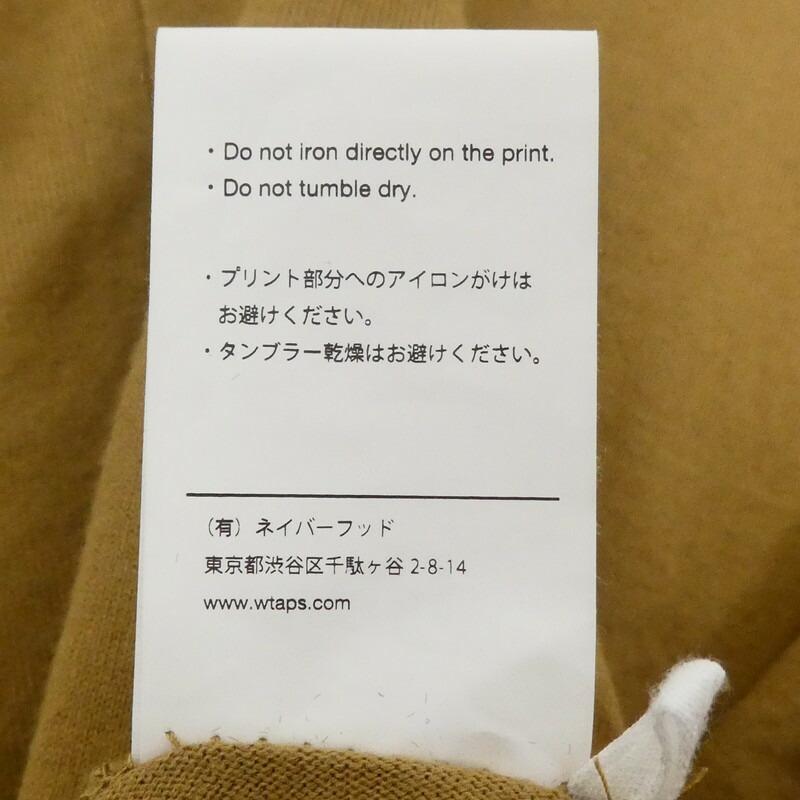 ・Do not iron directly on the print.
・Do not tumble dry.
・プリント部分へのアイロンがけは
お避けください。
・タンブラー乾燥はお避けください。
（有）ネイバーフッド
東京都渋谷区千駄ヶ谷 2-8-14
www.wtaps.com